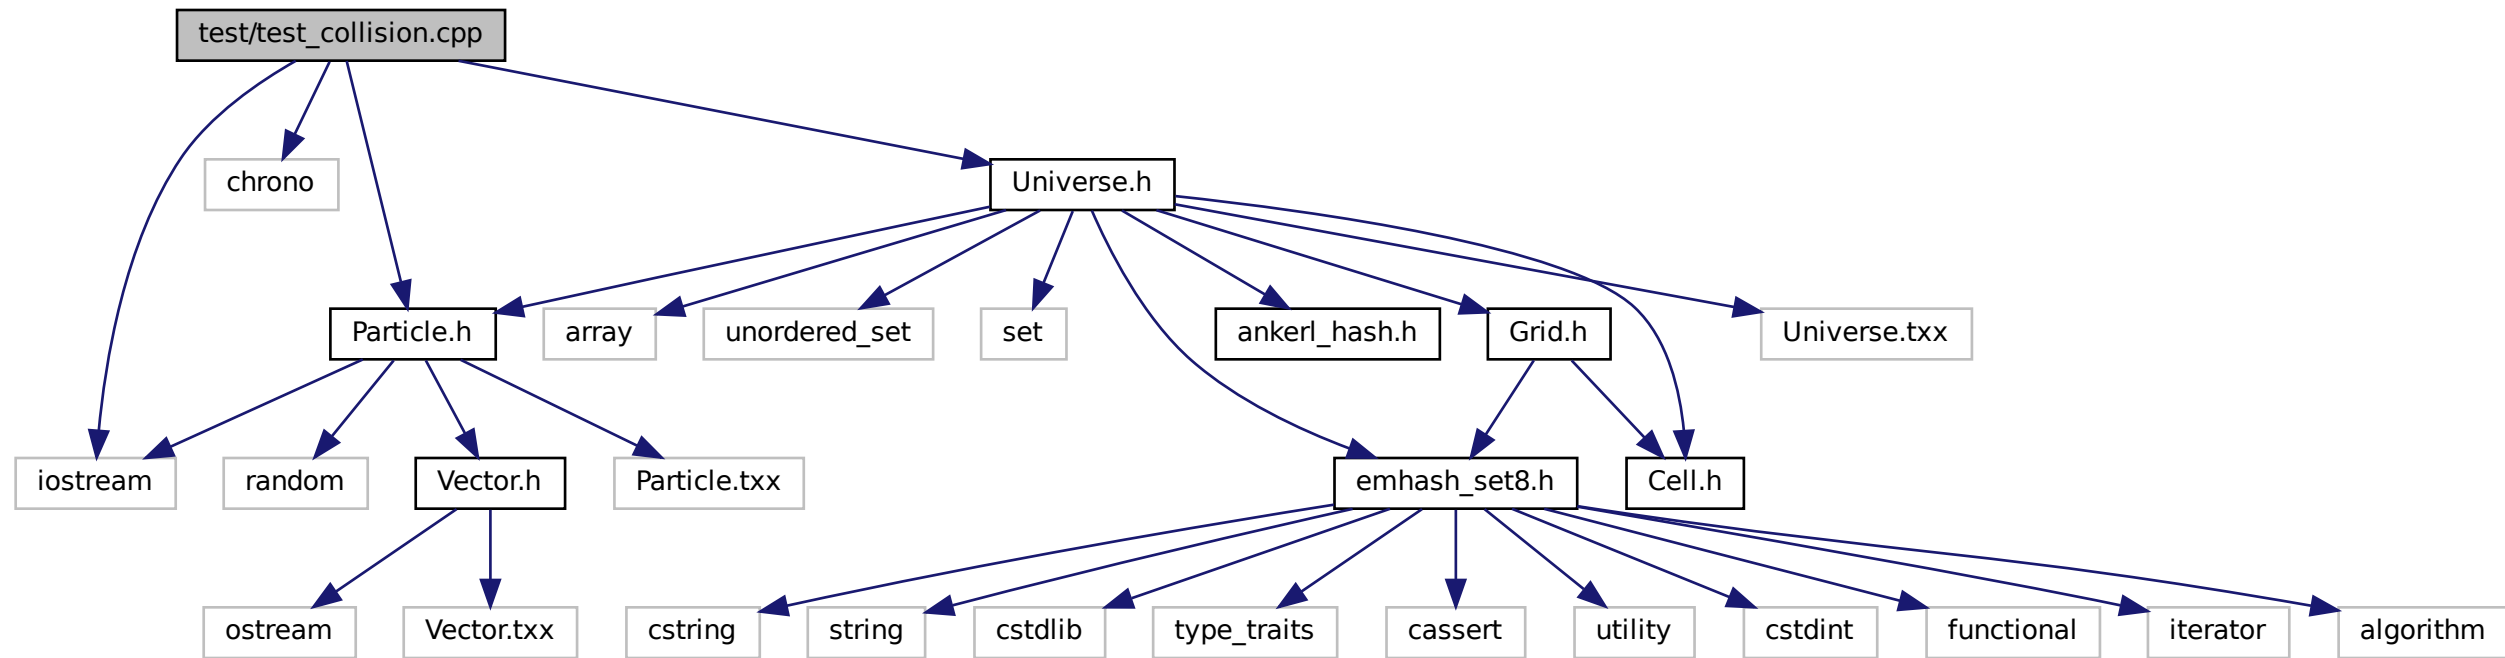 test/test_collision.cpp
chrono
Universe.h
Particle.h
array
unordered_set
set
ankerl_hash.h
Grid.h
Universe.txx
iostream
random
Vector.h
Particle.txx
emhash_set8.h
Cell.h
ostream
Vector.txx
cstring
string
cstdlib
type_traits
cassert
utility
cstdint
functional
iterator
algorithm